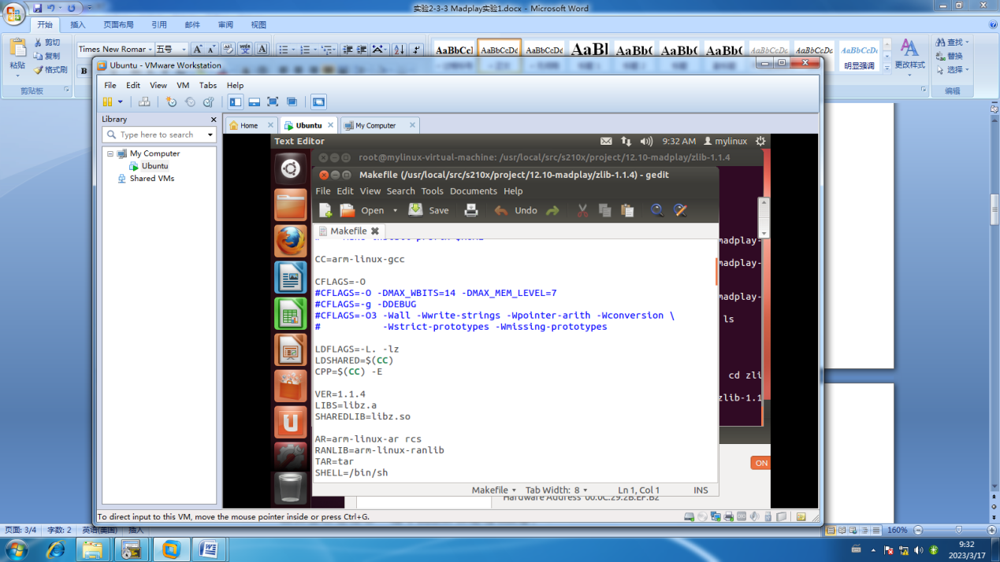 实验2-3-3 Madplay实验1.docx - Microsoft Word
开始 插入 页面布局 引用 邮件 审阅 视图
剪切
复制
格式刷
粘贴
剪贴板
Times New Romar 五号
AaBbCcI AaBbCcDc AaBbCcDc AaBl AaBb( AaBb( AaBb( AaBbCcDc AaBbCcDc AaBbCcDc
明显强调
更改样式
查找
替换
选择
编辑
Ubuntu - VMware Workstation
File Edit View VM Tabs Help
Library
Type here to search
My Computer
Ubuntu
Shared VMs
Home Ubuntu My Computer
Text Editor 9:32 AM mylinux
root@mylinux-virtual-machine: /usr/local/src/s210x/project/12.10-madplay/zlib-1.1.4
Makefile (/usr/local/src/s210x/project/12.10-madplay/zlib-1.1.4) - gedit
File Edit View Search Tools Documents Help
Open Save Undo
Makefile
CC=arm-linux-gcc
CFLAGS=-O
#CFLAGS=-O -DMAX_WBITS=14 -DMAX_MEM_LEVEL=7
#CFLAGS=-g -DDEBUG
#CFLAGS=-O3 -Wall -Wwrite-strings -Wpointer-arith -Wconversion \
# -Wstrict-prototypes -Wmissing-prototypes
LDFLAGS=-L. -lz
LDSHARED=$(CC)
CPP=$(CC) -E
VER=1.1.4
LIBS=libz.a
SHAREDLIB=libz.so
AR=arm-linux-ar rcs
RANLIB=arm-linux-ranlib
TAR=tar
SHELL=/bin/sh
madplay-
madplay-
madplay-
ls
cd zli
zlib-1.1
ON
Makefile Tab Width: 8 Ln 1, Col 1 INS
Hardware Address 00:0C:29:2B:EF:B2
To direct input to this VM, move the mouse pointer inside or press Ctrl+G.
页面: 3/4 字数: 2 英语(美国) 插入 160%
9:32
2023/3/17